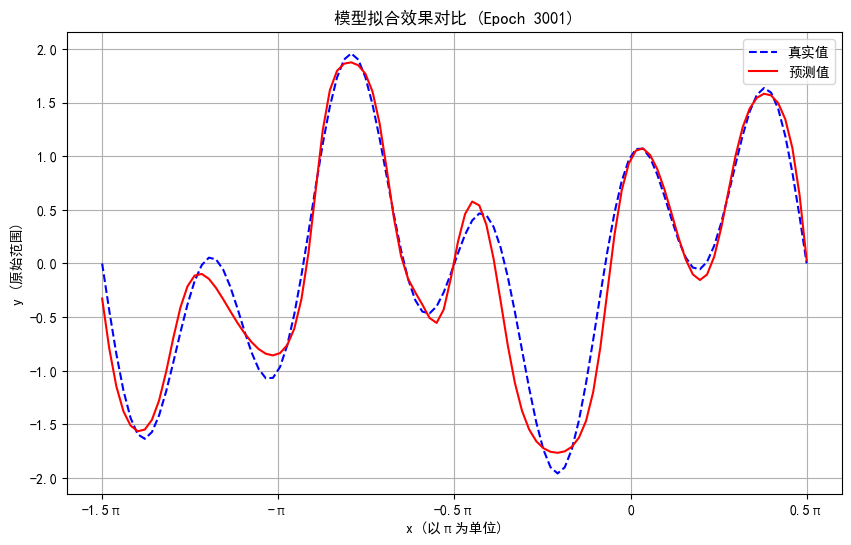 模型拟合效果对比 (Epoch 3001)
真实值
预测值
y (原始范围)
2.0
1.5
1.0
0.5
0.0
-0.5
-1.0
-1.5
-2.0
-1.5π
-π
-0.5π
0
0.5π
x (以π为单位)